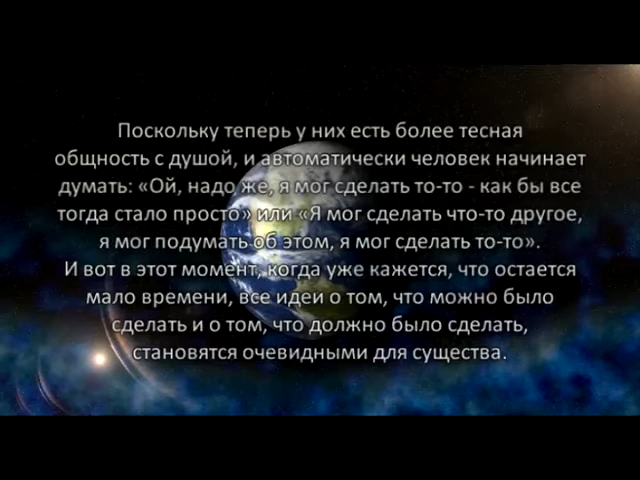 Поскольку теперь у них есть более тесная
общность с душой, и автоматически человек начинает
думать: «Ой, надо же, я мог сделать то-то - как бы все
тогда стало просто» или «Я мог сделать что-то другое,
я мог подумать об этом, я мог сделать то-то».
И вот в этот момент, когда уже кажется, что остается
мало времени, все идеи о том, что можно было
сделать и о том, что должно было сделать,
становятся очевидными для существа.